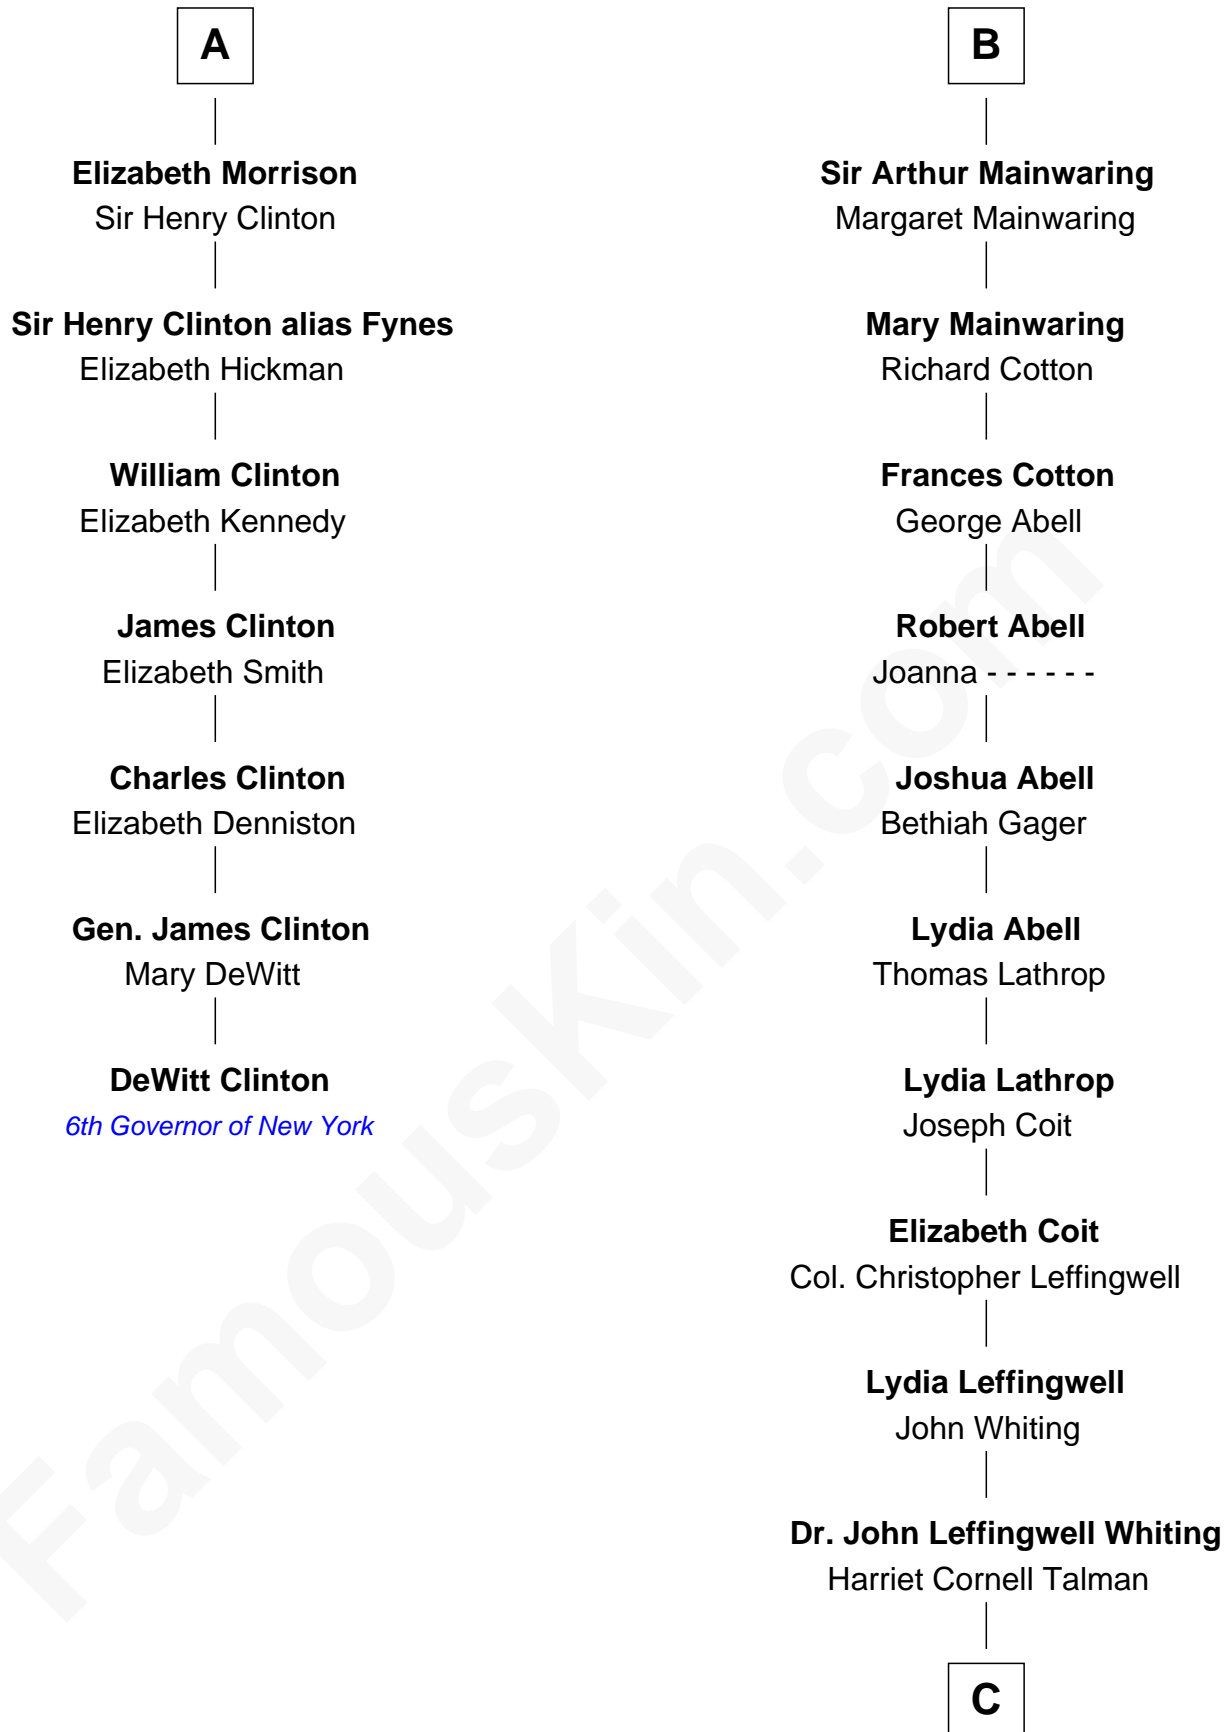 A
Elizabeth Morrison
Sir Henry Clinton
Sir Henry Clinton alias Fynes
Elizabeth Hickman
William Clinton
Elizabeth Kennedy
James Clinton
Elizabeth Smith
Charles Clinton
Elizabeth Denniston
Gen. James Clinton
Mary DeWitt
DeWitt Clinton
6th Governor of New York
B
Sir Arthur Mainwaring
Margaret Mainwaring
Mary Mainwaring
Richard Cotton
Frances Cotton
George Abell
Robert Abell
Joanna - - - - - -
Joshua Abell
Bethiah Gager
Lydia Abell
Thomas Lathrop
Lydia Lathrop
Joseph Coit
Elizabeth Coit
Col. Christopher Leffingwell
Lydia Leffingwell
John Whiting
Dr. John Leffingwell Whiting
Harriet Cornell Talman
C
FamousKin.com